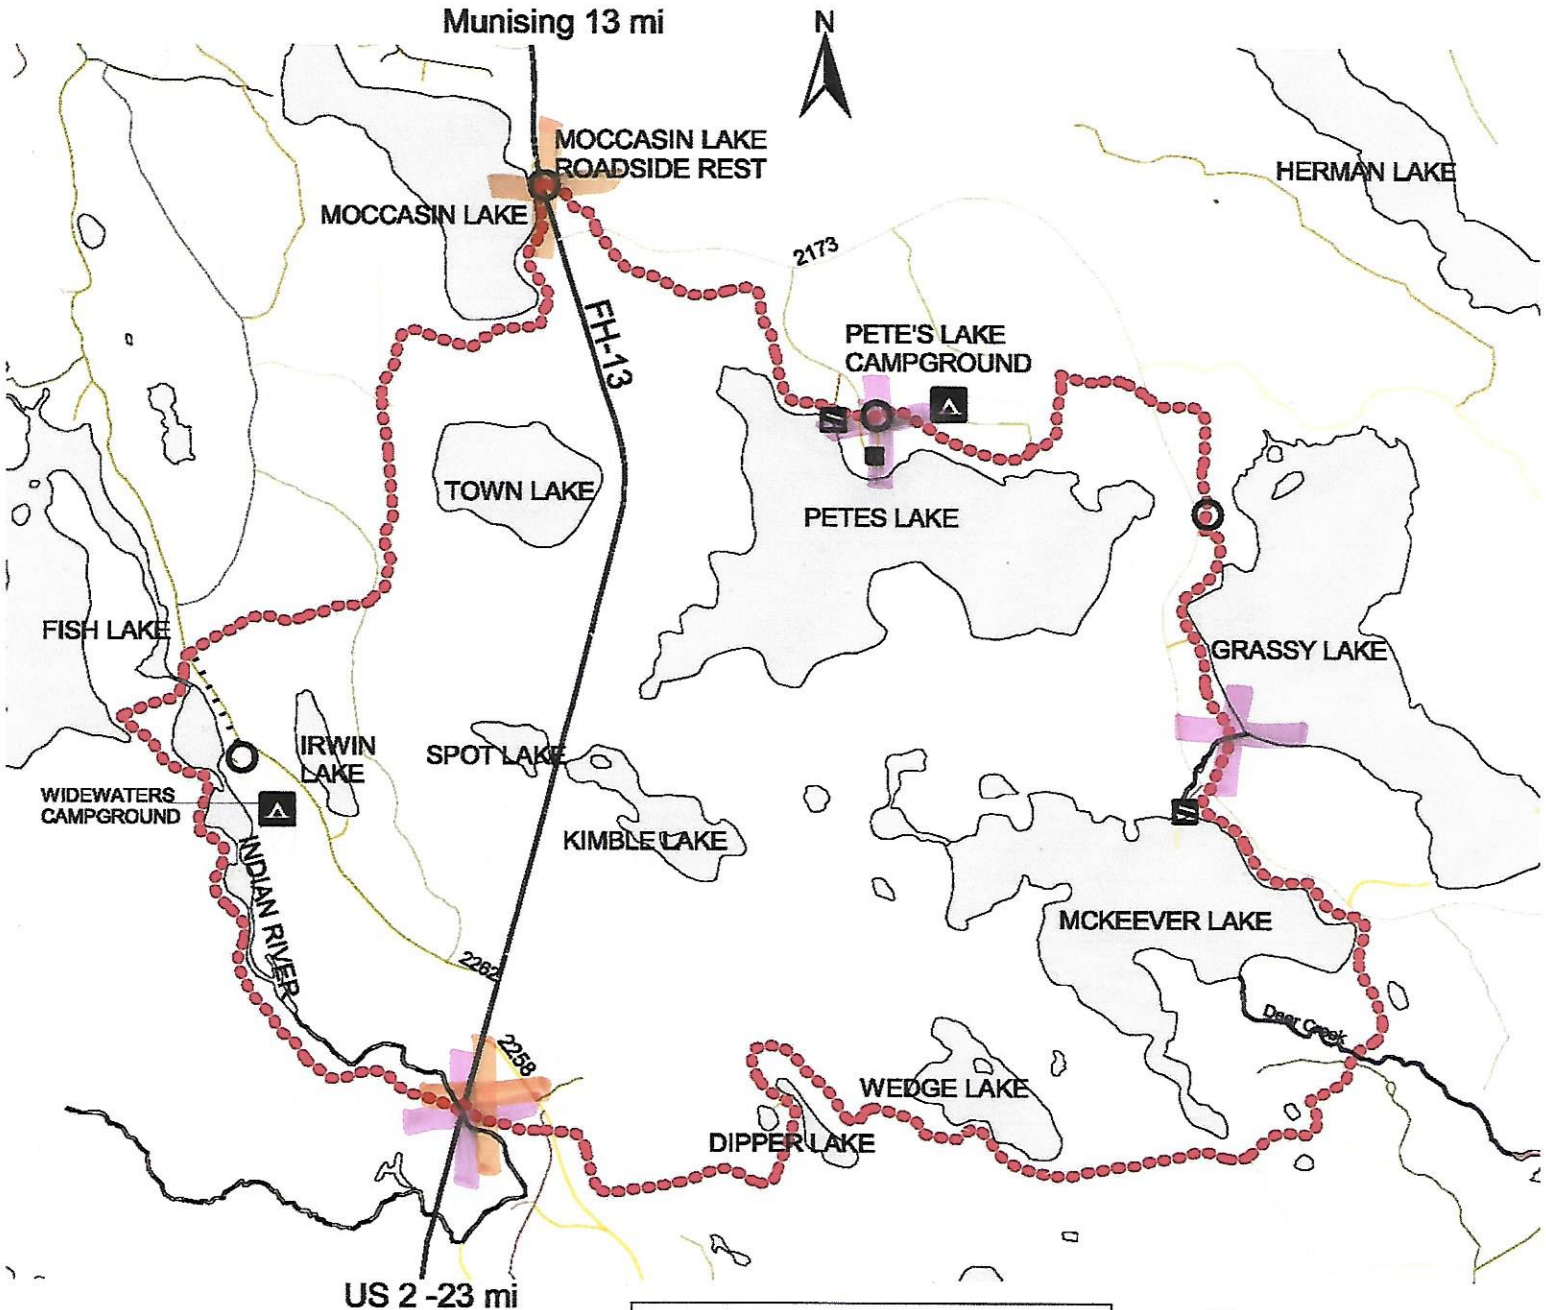 Munising 13 mi
N
MOCCASIN LAKE
ROADSIDE REST
HERMAN LAKE
MOCCASIN LAKE
2173
FH-13
PETE'S LAKE
CAMPGROUND
TOWN LAKE
PETES LAKE
FISH LAKE
GRASSY LAKE
IRWIN
LAKE
SPOT LAKE
WIDEWATERS
CAMPGROUND
KIMBLE LAKE
INDIAN RIVER
MCKEEVER LAKE
2262
Deer Creek
2258
WEDGE LAKE
DIPPER LAKE
US 2 -23 mi